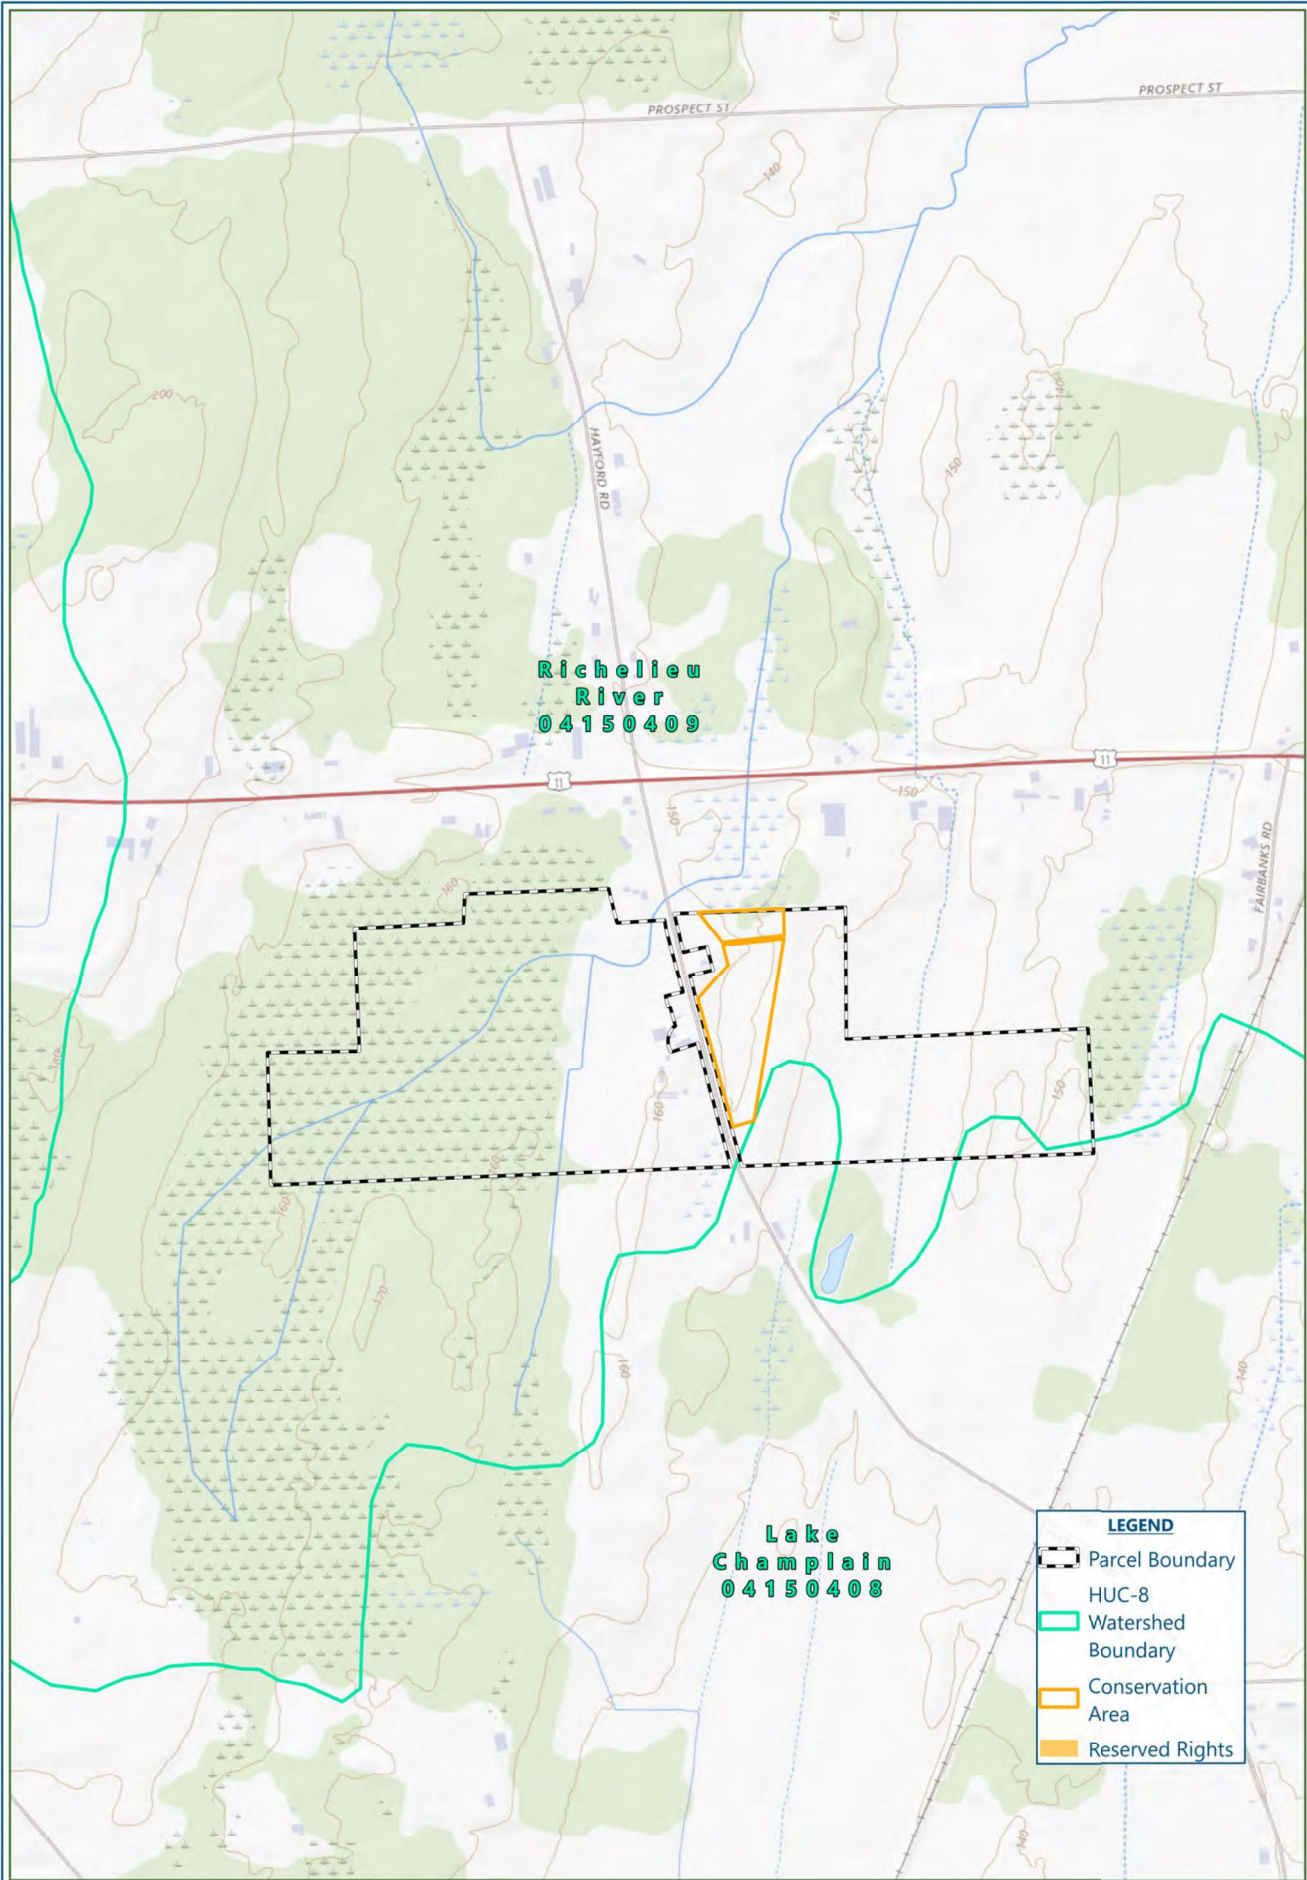 PROSPECT ST
PROSPECT ST
140
200
140
HAYFORD RD
150
Richelieu
River
04150409
11
11
150
150
FAIRBANKS RD
160
180
150
160
160
160
170
160
140
Lake
Champlain
04150408
LEGEND
Parcel Boundary
HUC-8
Watershed
Boundary
Conservation
Area
Reserved Rights
140